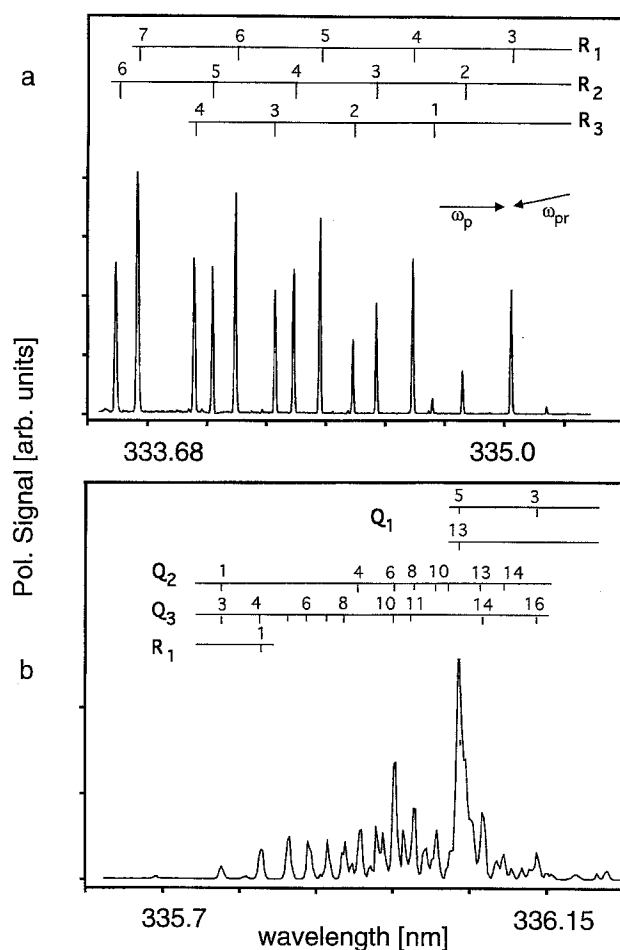 7 6 5 4 3 R1
a
6 5 4 3 2 R2
4 3 2 1 R3
ωp ωpr
333.68 335.0
Pol. Signal [arb. units]
5 3
Q1
13
Q2 1 4 6 8 10 13 14
Q3 3 4 6 8 10 11 14 16
R1 1
b
335.7 336.15
wavelength [nm]